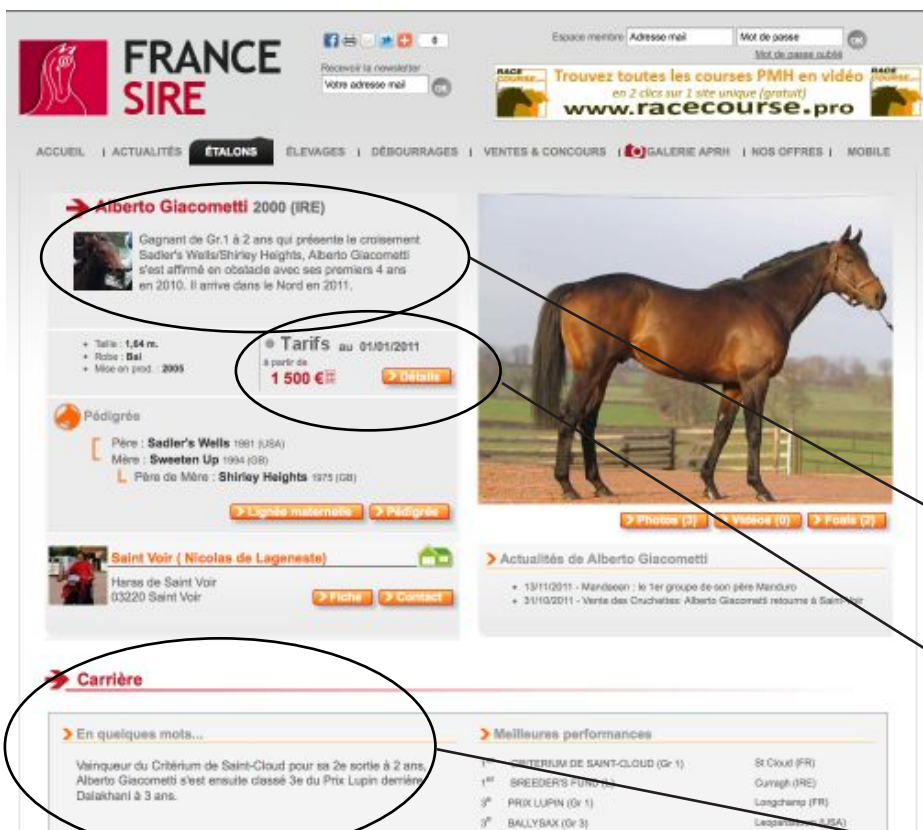 FRANCE
SIRE
0
Recevoir la newsletter
Votre adresse mail
OK
Espace membre
Adresse mail
Mot de passe
OK
Mot de passe oublié
RACE
COURSE
Trouvez toutes les courses PMH en vidéo
en 2 clics sur 1 site unique (gratuit)
www.racecourse.pro
RACE
COURSE
ACCUEIL | ACTUALITÉS ÉTALONS ÉLEVAGES | DÉBOURRAGES | VENTES & CONCOURS | GALERIE APRH | NOS OFFRES | MOBILE
Alberto Giacometti 2000 (IRE)
Gagnant de Gr.1 à 2 ans qui présente le croisement
Sadler's Wells/Shirley Heights, Alberto Giacometti
s'est affirmé en obstacle avec ses premiers 4 ans
en 2010. Il arrive dans le Nord en 2011.
Taille : 1,64 m.
Robe : Bai
Mise en prod. : 2005
Tarifs au 01/01/2011
à partir de
1 500 €
Détails
Pédigrée
Père : Sadler's Wells 1981 (USA)
Mère : Sweeten Up 1994 (GB)
Père de Mère : Shirley Heights 1975 (GB)
Lignée maternelle
Pédigrée
Photos (3)
Vidéos (0)
Foals (2)
Saint Voir ( Nicolas de Lageneste)
Haras de Saint Voir
03220 Saint Voir
Fiche
Contact
Actualités de Alberto Giacometti
13/11/2011 - Mandaean : le 1er groupe de son père Manduro
31/10/2011 - Vente des Cruchettes: Alberto Giacometti retourne à Saint Voir
Carrière
En quelques mots...
Vainqueur du Critérium de Saint-Cloud pour sa 2e sortie à 2 ans,
Alberto Giacometti s'est ensuite classé 3e du Prix Lupin derrière
Dalakhani à 3 ans.
Meilleures performances
1er CRITERIUM DE SAINT-CLOUD (Gr 1) St Cloud (FR)
1er BREEDER'S FUND (L) Curragh (IRE)
3e PRIX LUPIN (Gr 1) Longchamp (FR)
3e BALLYSAX (Gr 3) Leopardstown (USA)